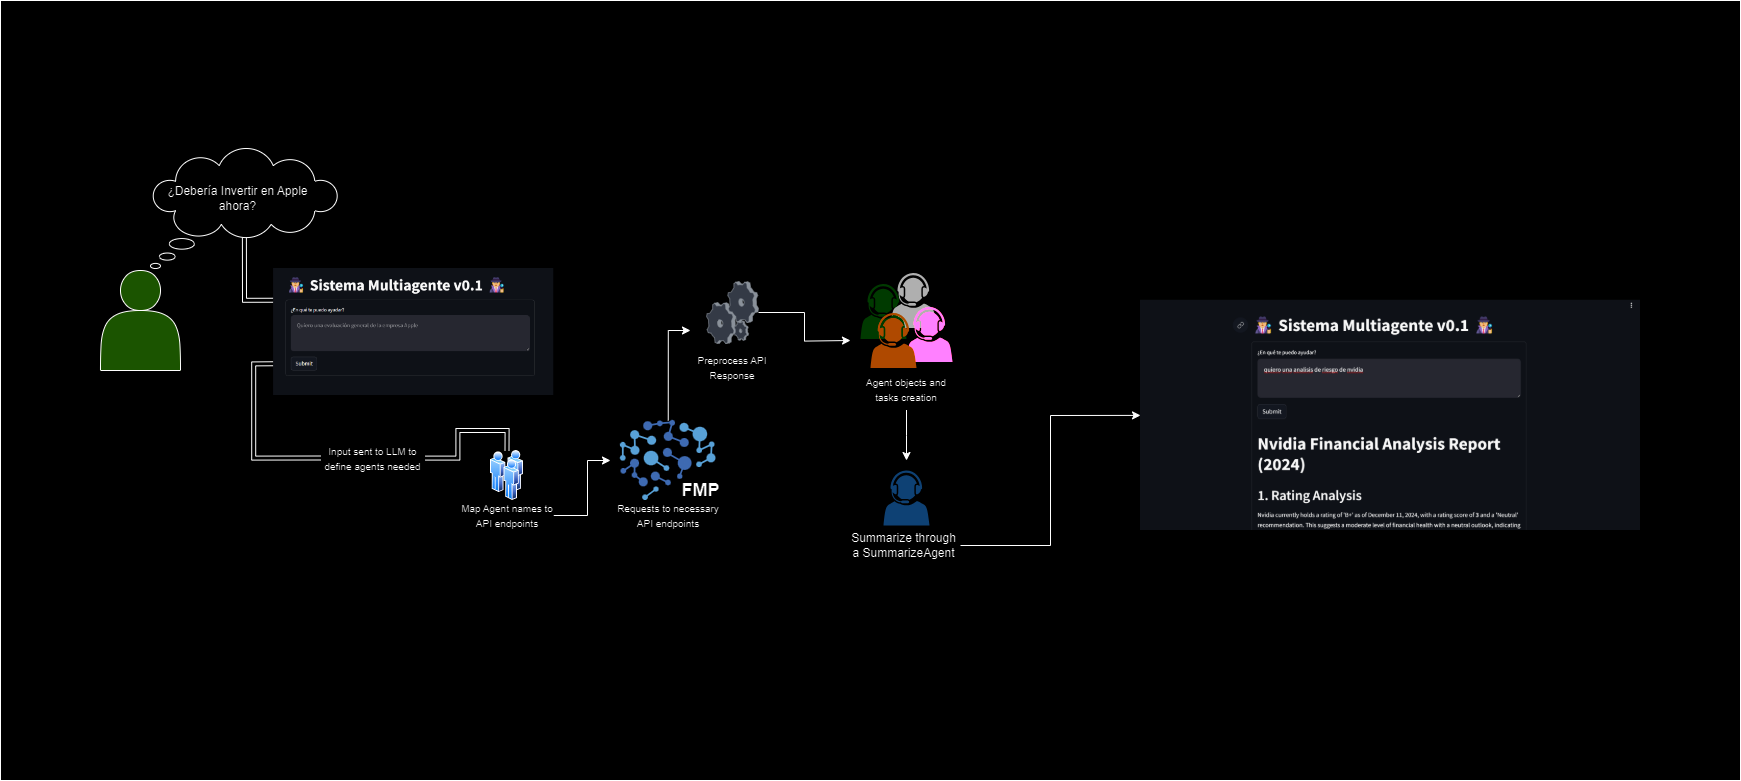 ¿Debería Invertir en Apple
ahora?
Sistema Multiagente v0.1
¿En qué te puedo ayudar?
Quiero una evaluación general de la empresa Apple
Submit
Input sent to LLM to
define agents needed
Map Agent names to
API endpoints
FMP
Requests to necessary
API endpoints
Preprocess API
Response
Agent objects and
tasks creation
Summarize through
a SummarizeAgent
Sistema Multiagente v0.1
¿En qué te puedo ayudar?
quiero una analisis de riesgo de nvidia
Submit
Nvidia Financial Analysis Report
(2024)
1. Rating Analysis
Nvidia currently holds a rating of 'B+' as of December 11, 2024, with a rating score of 3 and a 'Neutral'
recommendation. This suggests a moderate level of financial health with a neutral outlook, indicating